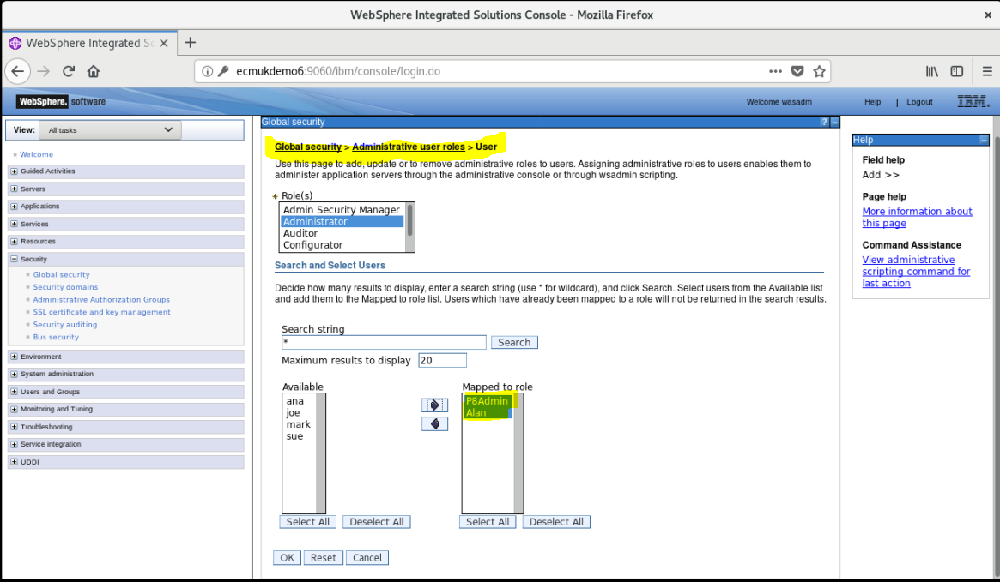 WebSphere Integrated Solutions Console - Mozilla Firefox
WebSphere Integrated Sc
ecmukdemo6:9060/ibm/console/login.do
WebSphere. software
Welcome wasadm
Help | Logout
IBM.
View: All tasks
Welcome
Guided Activities
Servers
Applications
Services
Resources
Security
Global security
Security domains
Administrative Authorization Groups
SSL certificate and key management
Security auditing
Bus security
Environment
System administration
Users and Groups
Monitoring and Tuning
Troubleshooting
Service integration
UDDI
Global security
Global security > Administrative user roles > User
Use this page to add, update or to remove administrative roles to users. Assigning administrative roles to users enables them to
administer application servers through the administrative console or through wsadmin scripting.
Role(s)
Admin Security Manager
Administrator
Auditor
Configurator
Search and Select Users
Decide how many results to display, enter a search string (use * for wildcard), and click Search. Select users from the Available list
and add them to the Mapped to role list. Users which have already been mapped to a role will not be returned in the search results.
Search string
* Search
Maximum results to display 20
Available
ana
joe
mark
sue
Select All Deselect All
Mapped to role
P8Admin
Alan
Select All Deselect All
OK Reset Cancel
Help
Field help
Add >>
Page help
More information about
this page
Command Assistance
View administrative
scripting command for
last action